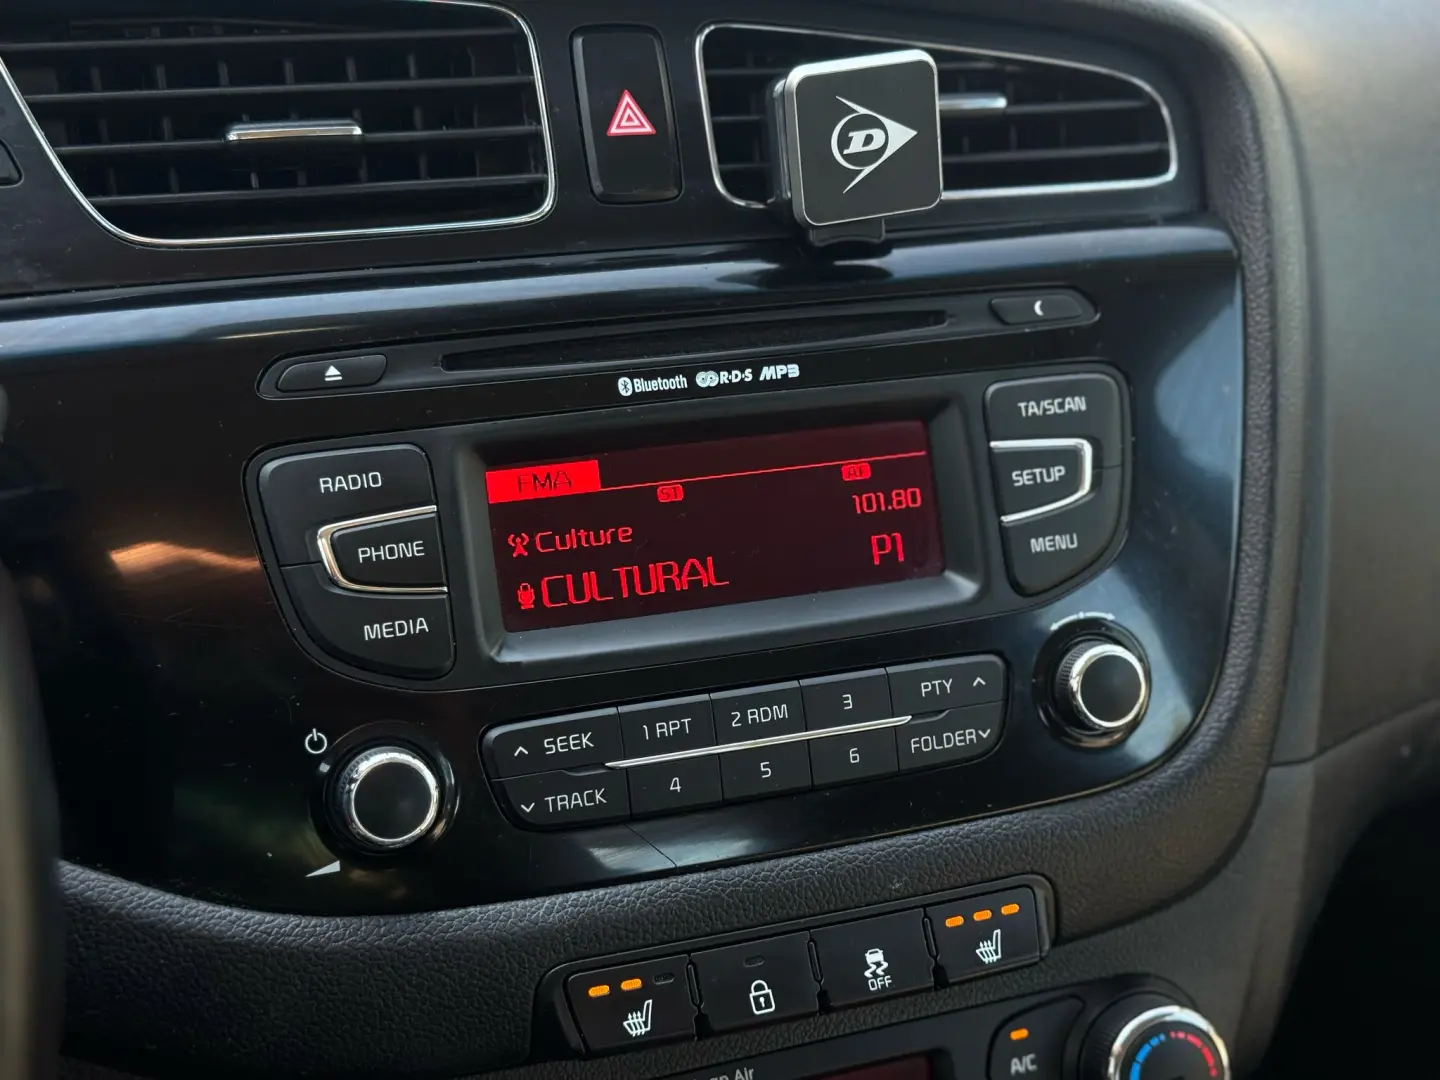 D
Bluetooth R·D·S MP3
RADIO
PHONE
MEDIA
FMA
ST
AF
101.80
Culture
CULTURAL
P1
TA/SCAN
SETUP
MENU
SEEK
TRACK
1 RPT
2 RDM
3
4
5
6
PTY
FOLDER
OFF
A/C
Air